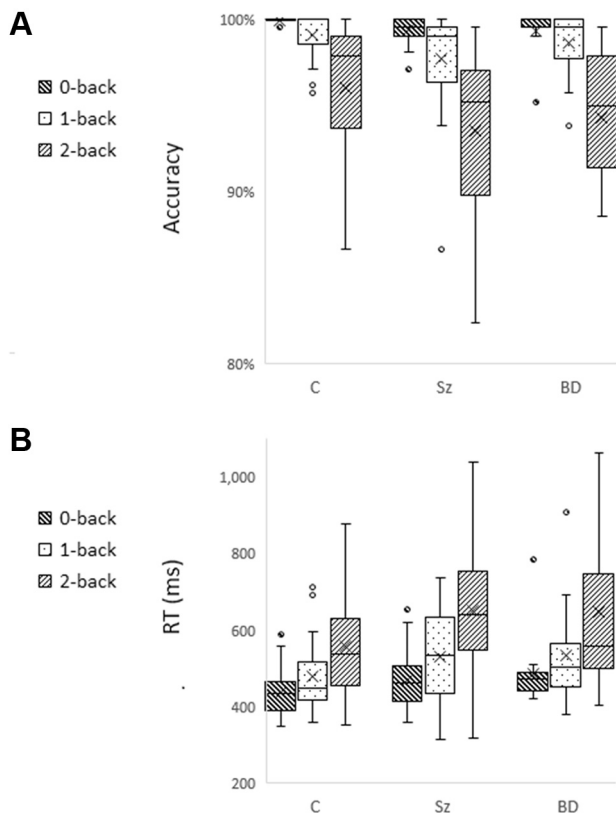 A
100%
0-back
1-back
2-back
Accuracy
90%
80%
C Sz BD
B
1,000
0-back
1-back
2-back
800
RT (ms)
600
400
200
C Sz BD